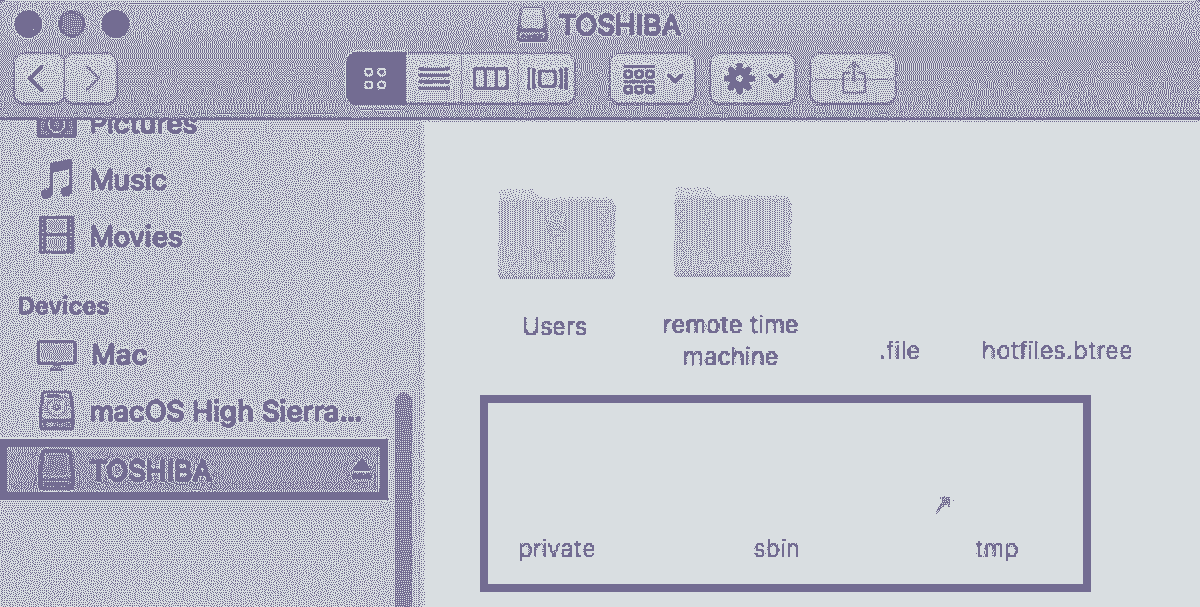 TOSHIBA
Pictures
Music
Movies
Devices
Mac
macOS High Sierra...
TOSHIBA
Users
remote time
machine
.file
hotfiles.btree
private
sbin
tmp